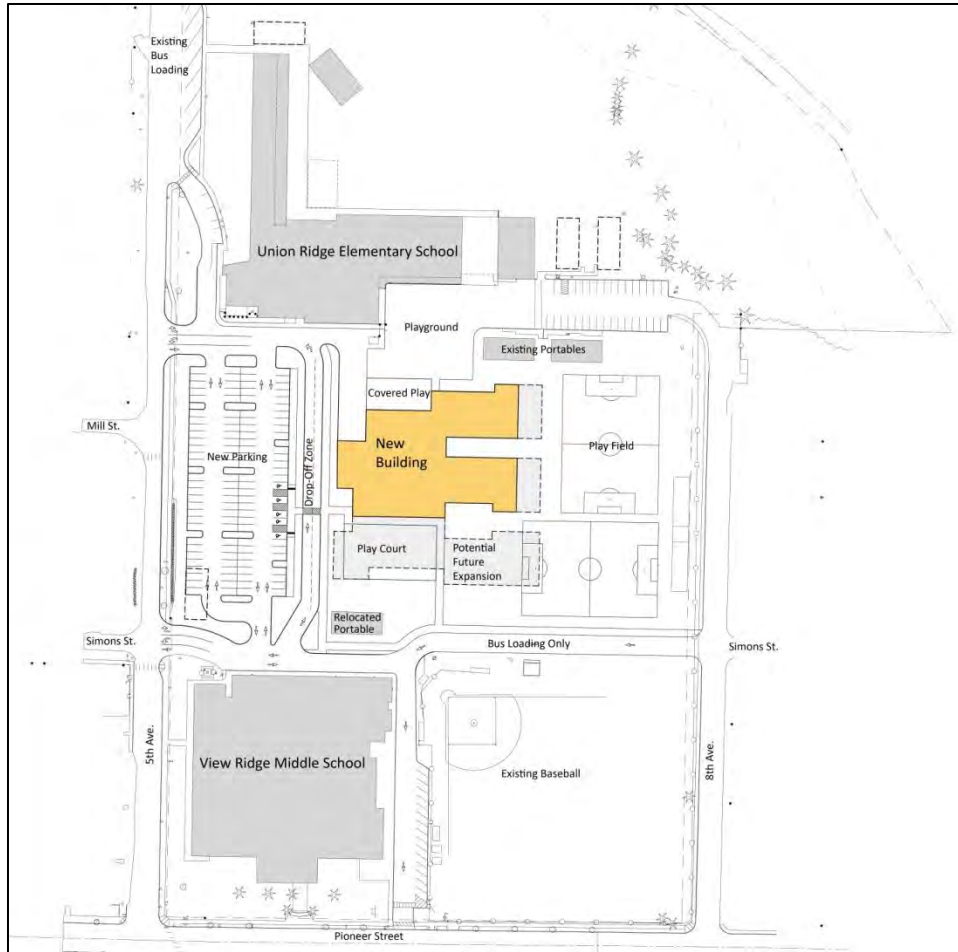 Existing
Bus
Loading
Union Ridge Elementary School
Playground
Existing Portables
Covered Play
New
Building
Mill St.
New Parking
Drop-Off Zone
Play Field
Play Court
Potential
Future
Expansion
Relocated
Portable
Simons St.
Bus Loading Only
Simons St.
5th Ave.
View Ridge Middle School
Existing Baseball
8th Ave.
Pioneer Street